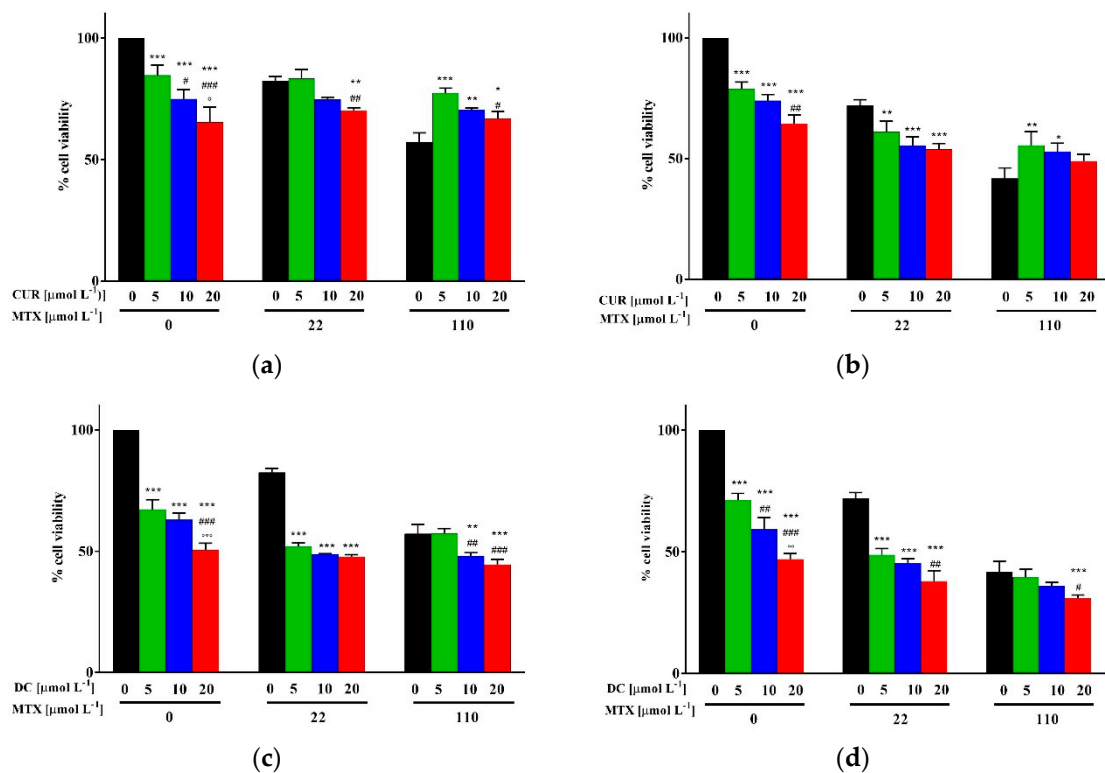 100
50
0
% cell viability
***
***
#
***
###
°
**
##
***
**
*
#
CUR [μmol L⁻¹)]
0 5 10 20 0 5 10 20 0 5 10 20
MTX [μmol L⁻¹]
0 22 110
(a)
100
50
0
% cell viability
***
***
***
##
**
***
***
**
*
CUR [μmol L⁻¹]
0 5 10 20 0 5 10 20 0 5 10 20
MTX [μmol L⁻¹]
0 22 110
(b)
100
50
0
% cell viability
***
***
***
###
°°°
***
***
***
**
##
***
###
DC [μmol L⁻¹]
0 5 10 20 0 5 10 20 0 5 10 20
MTX [μmol L⁻¹]
0 22 110
(c)
100
50
0
% cell viability
***
***
##
***
###
°°
***
***
***
##
***
#
DC [μmol L⁻¹]
0 5 10 20 0 5 10 20 0 5 10 20
MTX [μmol L⁻¹]
0 22 110
(d)